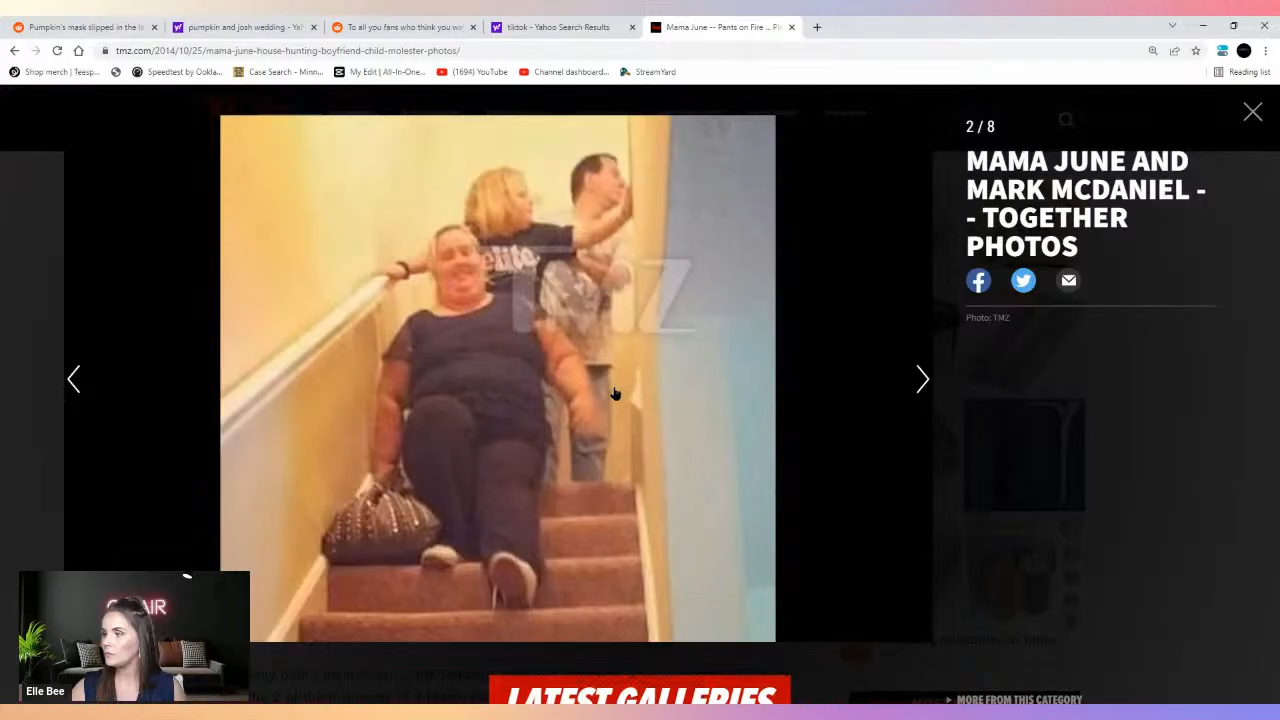 Pumpkin's mask slipped in the l
pumpkin and josh wedding - Yah
To all you fans who think you wa
tiktok - Yahoo Search Results
Mama June -- Pants on Fire ... Pic
tmz.com/2014/10/25/mama-june-house-hunting-boyfriend-child-molester-photos/
Shop merch | Teesp...
Speedtest by Ookla...
Case Search - Minn...
My Edit | All-In-One...
(1694) YouTube
Channel dashboard...
StreamYard
Reading list
2 / 8
MAMA JUNE AND
MARK MCDANIEL -
- TOGETHER
PHOTOS
Photo: TMZ
TMZ
AIR
Elle Bee
LATEST GALLERIES
MORE FROM THIS CATEGORY